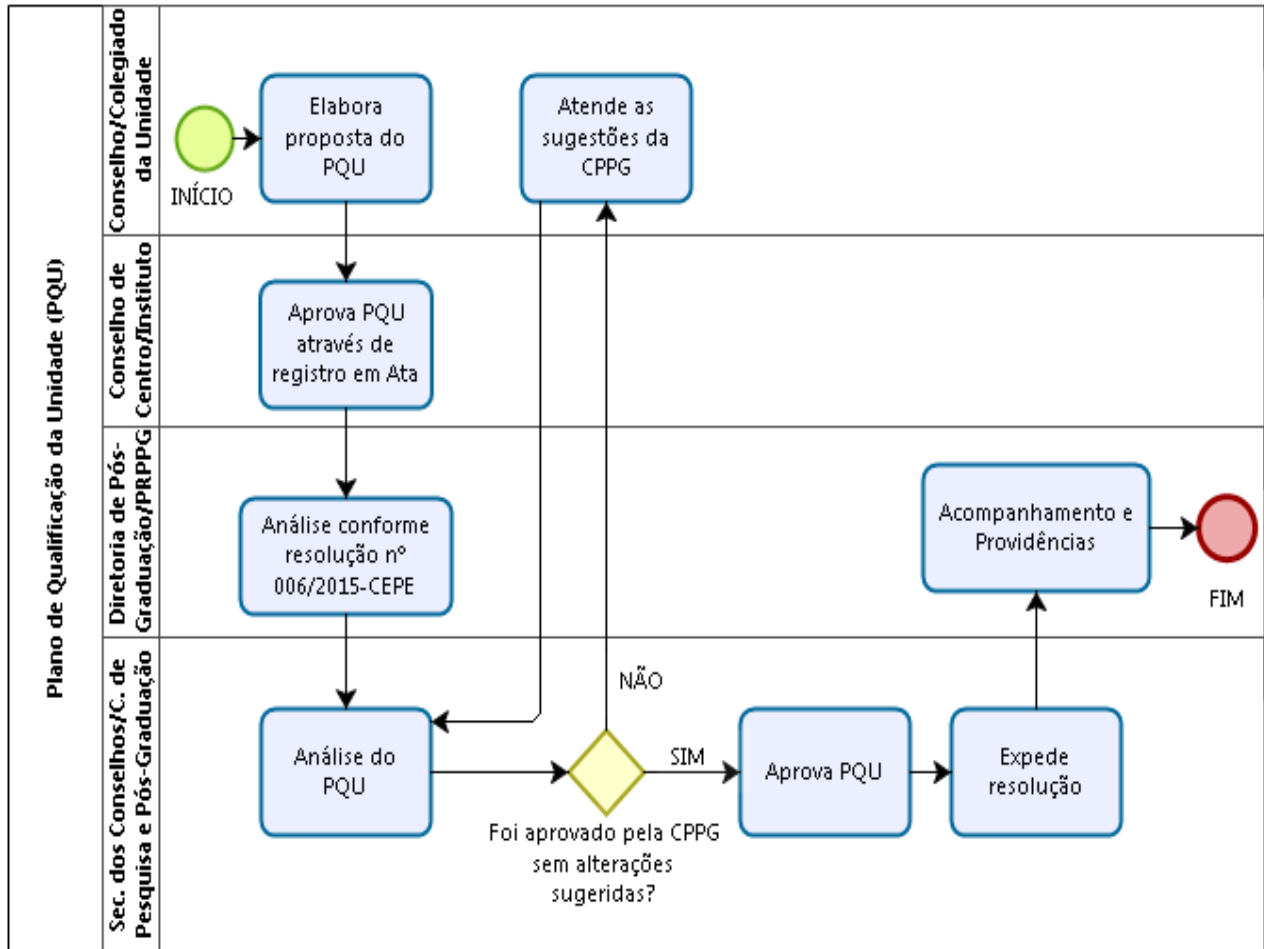 Plano de Qualificação da Unidade (PQU)
Conselho/Colegiado
da Unidade
INÍCIO
Elabora
proposta do
PQU
Atende as
sugestões da
CPPG
Conselho de
Centro/Instituto
Aprova PQU
através de
registro em Ata
Diretoria de Pós-
Graduação/PRPPG
Análise conforme
resolução nº
006/2015-CEPE
Acompanhamento e
Providências
FIM
Sec. dos Conselhos/C. de
Pesquisa e Pós-Graduação
Análise do
PQU
NÃO
SIM
Foi aprovado pela CPPG
sem alterações
sugeridas?
Aprova PQU
Expede
resolução